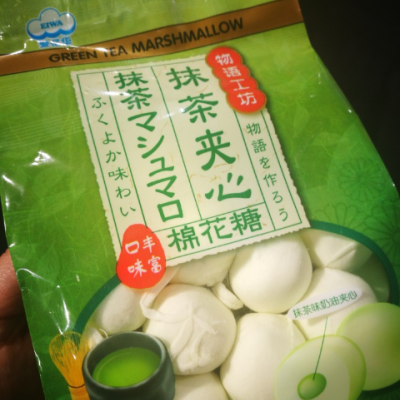 EIWA
GREEN TEA MARSHMALLOW
物语工坊
抹茶夹心
棉花糖
抹茶マシュマロ
ふくよか味わい
物語を作ろう
丰富
口味
抹茶味奶油夹心